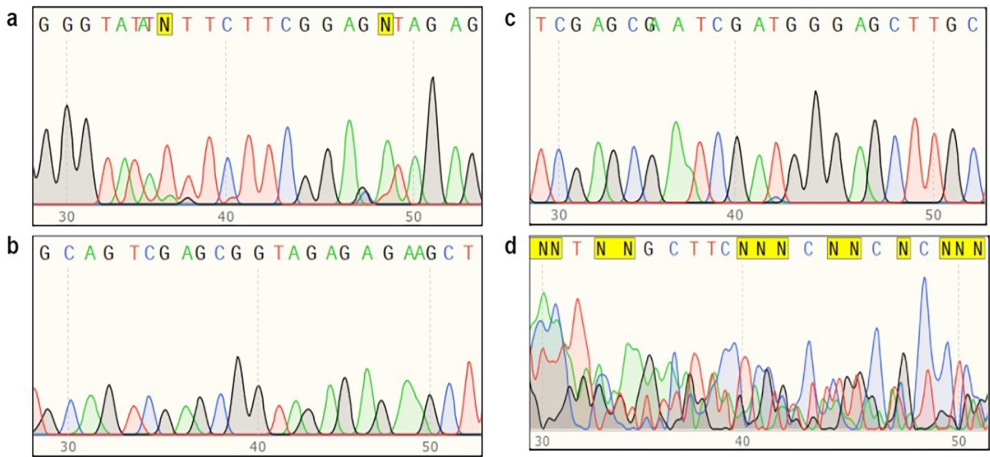 a
G G G T A T A T N T T C T T C G G A G N T A G A G
30 40 50
b
G C A G T C G A G C G G T A G A G A G A A G C T
30 40 50
c
T C G A G C G A A T C G A T G G G A G C T T G C
30 40 50
d
N N T N N G C T T C N N N C N N C N C N N N
30 40 50